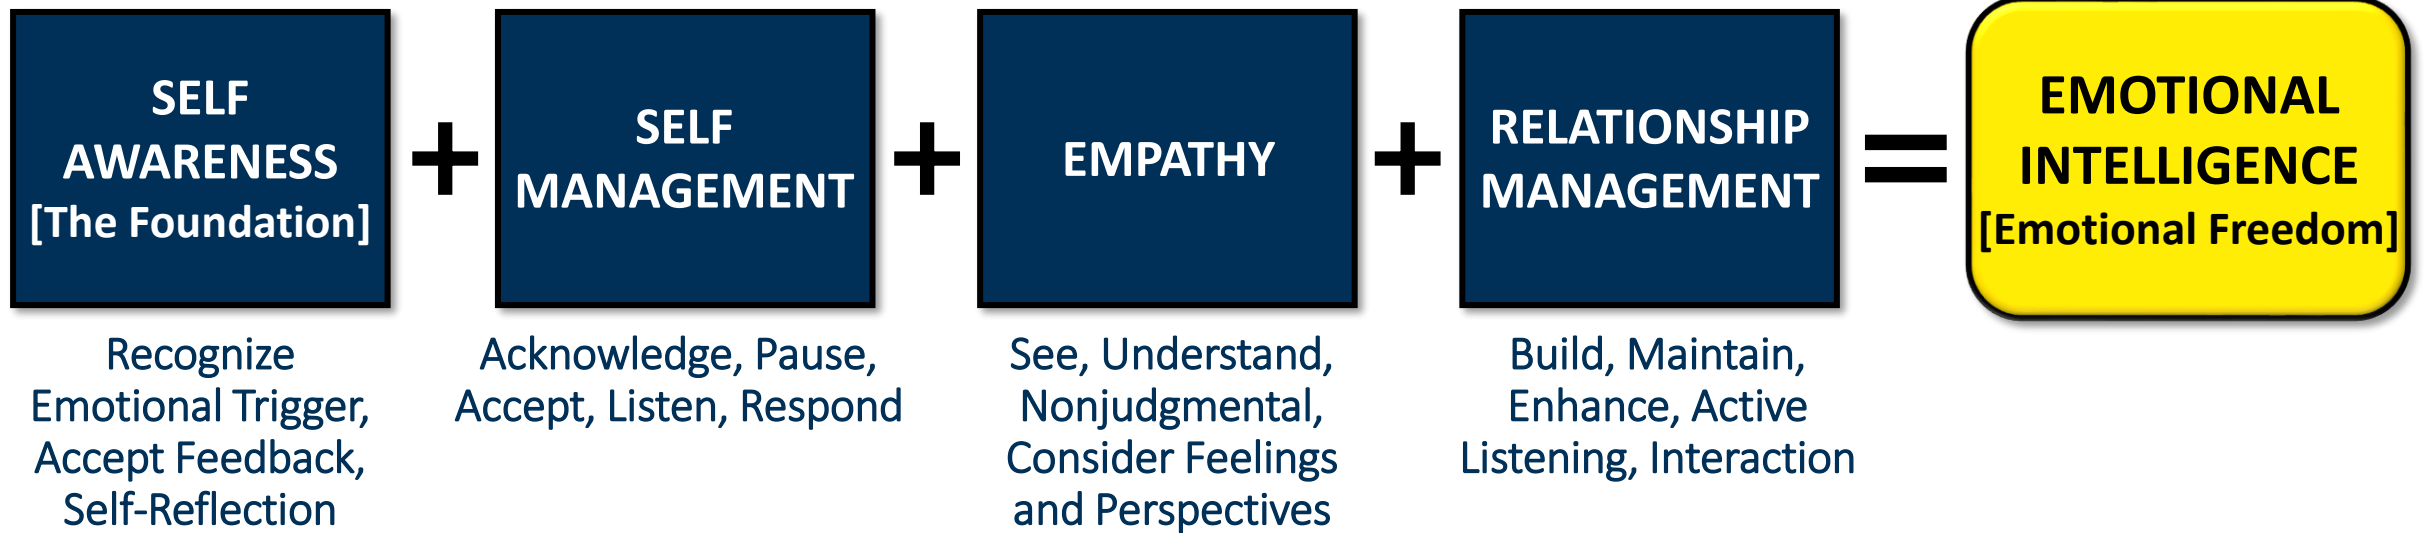 SELF
AWARENESS
[The Foundation]
+
SELF
MANAGEMENT
+
EMPATHY
+
RELATIONSHIP
MANAGEMENT
=
EMOTIONAL
INTELLIGENCE
[Emotional Freedom]
Recognize
Emotional Trigger,
Accept Feedback,
Self-Reflection
Acknowledge, Pause,
Accept, Listen, Respond
See, Understand,
Nonjudgmental,
Consider Feelings
and Perspectives
Build, Maintain,
Enhance, Active
Listening, Interaction